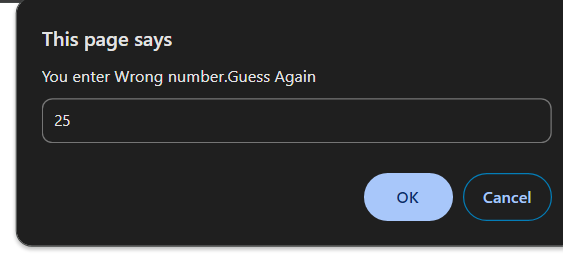 This page says
You enter Wrong number.Guess Again
25
OK
Cancel